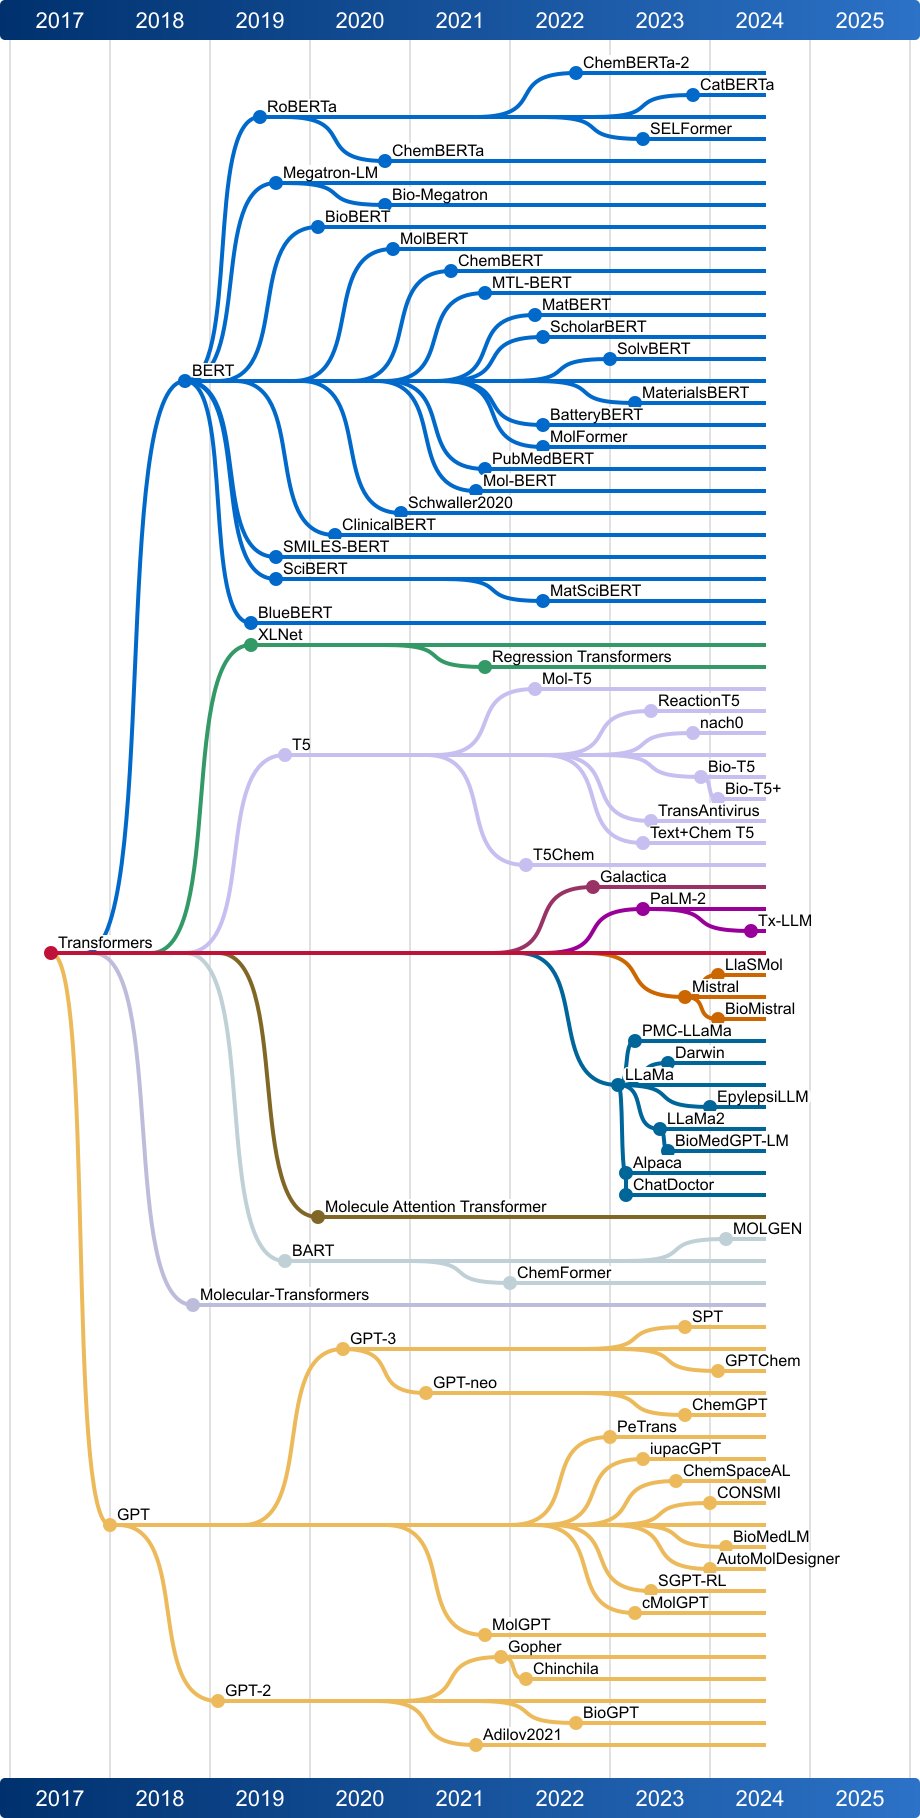 2017 2018 2019 2020 2021 2022 2023 2024 2025
ChemBERTa-2
CatBERTa
RoBERTa
SELFormer
ChemBERTa
Megatron-LM
Bio-Megatron
BioBERT
MolBERT
ChemBERT
MTL-BERT
MatBERT
ScholarBERT
SolvBERT
BERT
MaterialsBERT
BatteryBERT
MolFormer
PubMedBERT
Mol-BERT
Schwaller2020
ClinicalBERT
SMILES-BERT
SciBERT
MatSciBERT
BlueBERT
XLNet
Regression Transformers
Mol-T5
ReactionT5
nach0
T5
Bio-T5
Bio-T5+
TransAntivirus
Text+Chem T5
T5Chem
Galactica
PaLM-2
Tx-LLM
Transformers
LlaSMol
Mistral
BioMistral
PMC-LLaMa
Darwin
LLaMa
EpylepsiLLM
LLaMa2
BioMedGPT-LM
Alpaca
ChatDoctor
Molecule Attention Transformer
MOLGEN
BART
ChemFormer
Molecular-Transformers
SPT
GPT-3
GPTChem
GPT-neo
ChemGPT
PeTrans
iupacGPT
ChemSpaceAL
CONSMI
GPT
BioMedLM
AutoMolDesigner
SGPT-RL
cMolGPT
MolGPT
Gopher
Chinchila
GPT-2
BioGPT
Adilov2021
2017 2018 2019 2020 2021 2022 2023 2024 2025